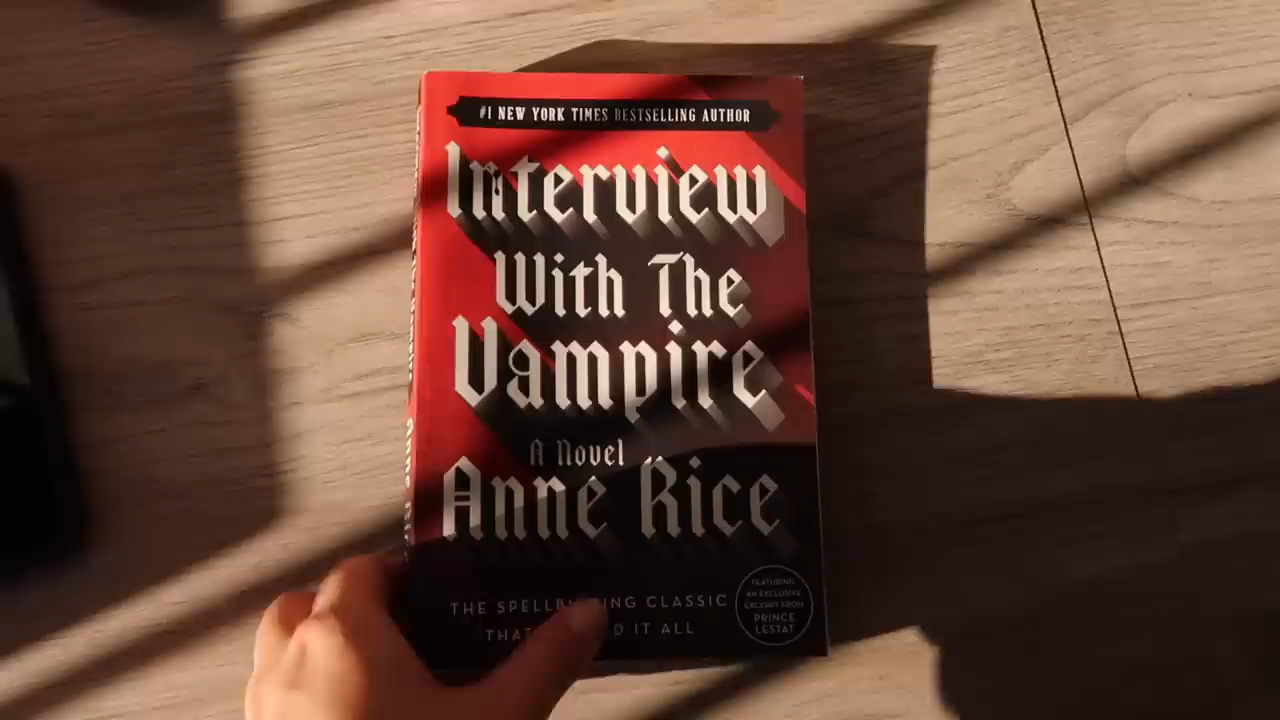 #1 NEW YORK TIMES BESTSELLING AUTHOR
Interview
With The
Vampire
A Novel
Anne Rice
THE SPELLB NG CLASSIC
THA D IT ALL
FEATURING
AN EXCLUSIVE
EXCERPT FROM
PRINCE
LESTAT